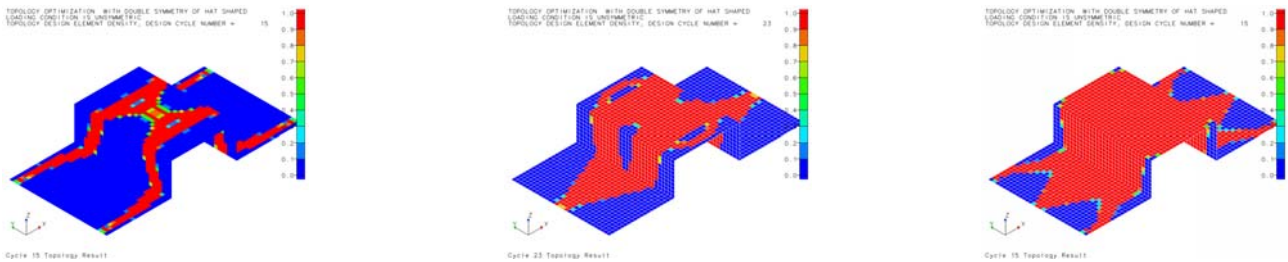 TOPOLOGY OPTIMIZATION WITH DOUBLE SYMMETRY OF HAT SHAPED
LOADING CONDITION IS UNSYMMETRIC
TOPOLOGY DESIGN ELEMENT DENSITY, DESIGN CYCLE NUMBER = 15
1.0
0.9
0.8
0.7
0.6
0.5
0.4
0.3
0.2
0.1
0.0
Z
Y X
Cycle 15 Topology Result
TOPOLOGY OPTIMIZATION WITH DOUBLE SYMMETRY OF HAT SHAPED
LOADING CONDITION IS UNSYMMETRIC
TOPOLOGY DESIGN ELEMENT DENSITY, DESIGN CYCLE NUMBER = 23
1.0
0.9
0.8
0.7
0.6
0.5
0.4
0.3
0.2
0.1
0.0
Z
Y X
Cycle 23 Topology Result
TOPOLOGY OPTIMIZATION WITH DOUBLE SYMMETRY OF HAT SHAPED
LOADING CONDITION IS UNSYMMETRIC
TOPOLOGY DESIGN ELEMENT DENSITY, DESIGN CYCLE NUMBER = 15
1.0
0.9
0.8
0.7
0.6
0.5
0.4
0.3
0.2
0.1
0.0
Z
Y X
Cycle 15 Topology Result